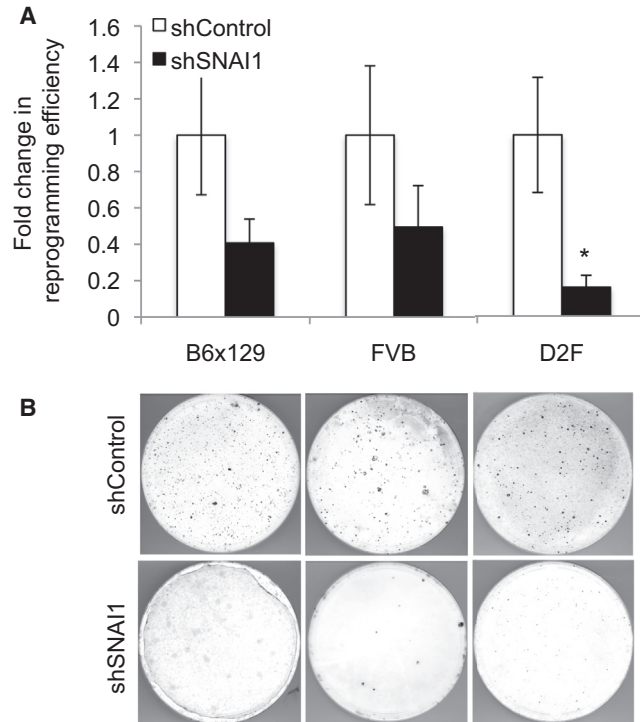 A
Fold change in
reprogramming efficiency
1.6
1.4
1.2
1
0.8
0.6
0.4
0.2
0
shControl
shSNAI1
*
B6x129
FVB
D2F
B
shControl
shSNAI1